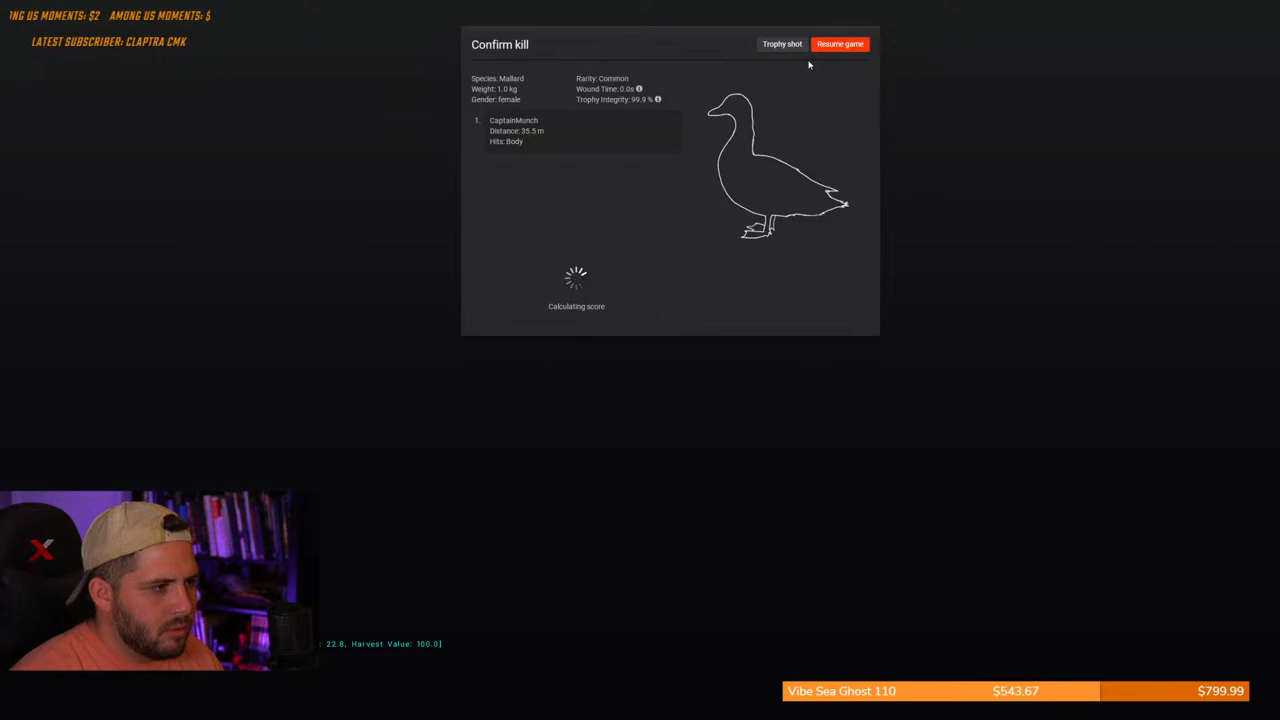 NG US MOMENTS: $2 AMONG US MOMENTS: $
LATEST SUBSCRIBER: CLAPTRA CMK
Confirm kill
Trophy shot
Resume game
Species: Mallard
Weight: 1.0 kg
Gender: female
Rarity: Common
Wound Time: 0.0s
Trophy Integrity: 99.9 %
1. CaptainMunch
Distance: 35.5 m
Hits: Body
Calculating score
: 22.8, Harvest Value: 100.0]
Vibe Sea Ghost 110 $543.67 $799.99